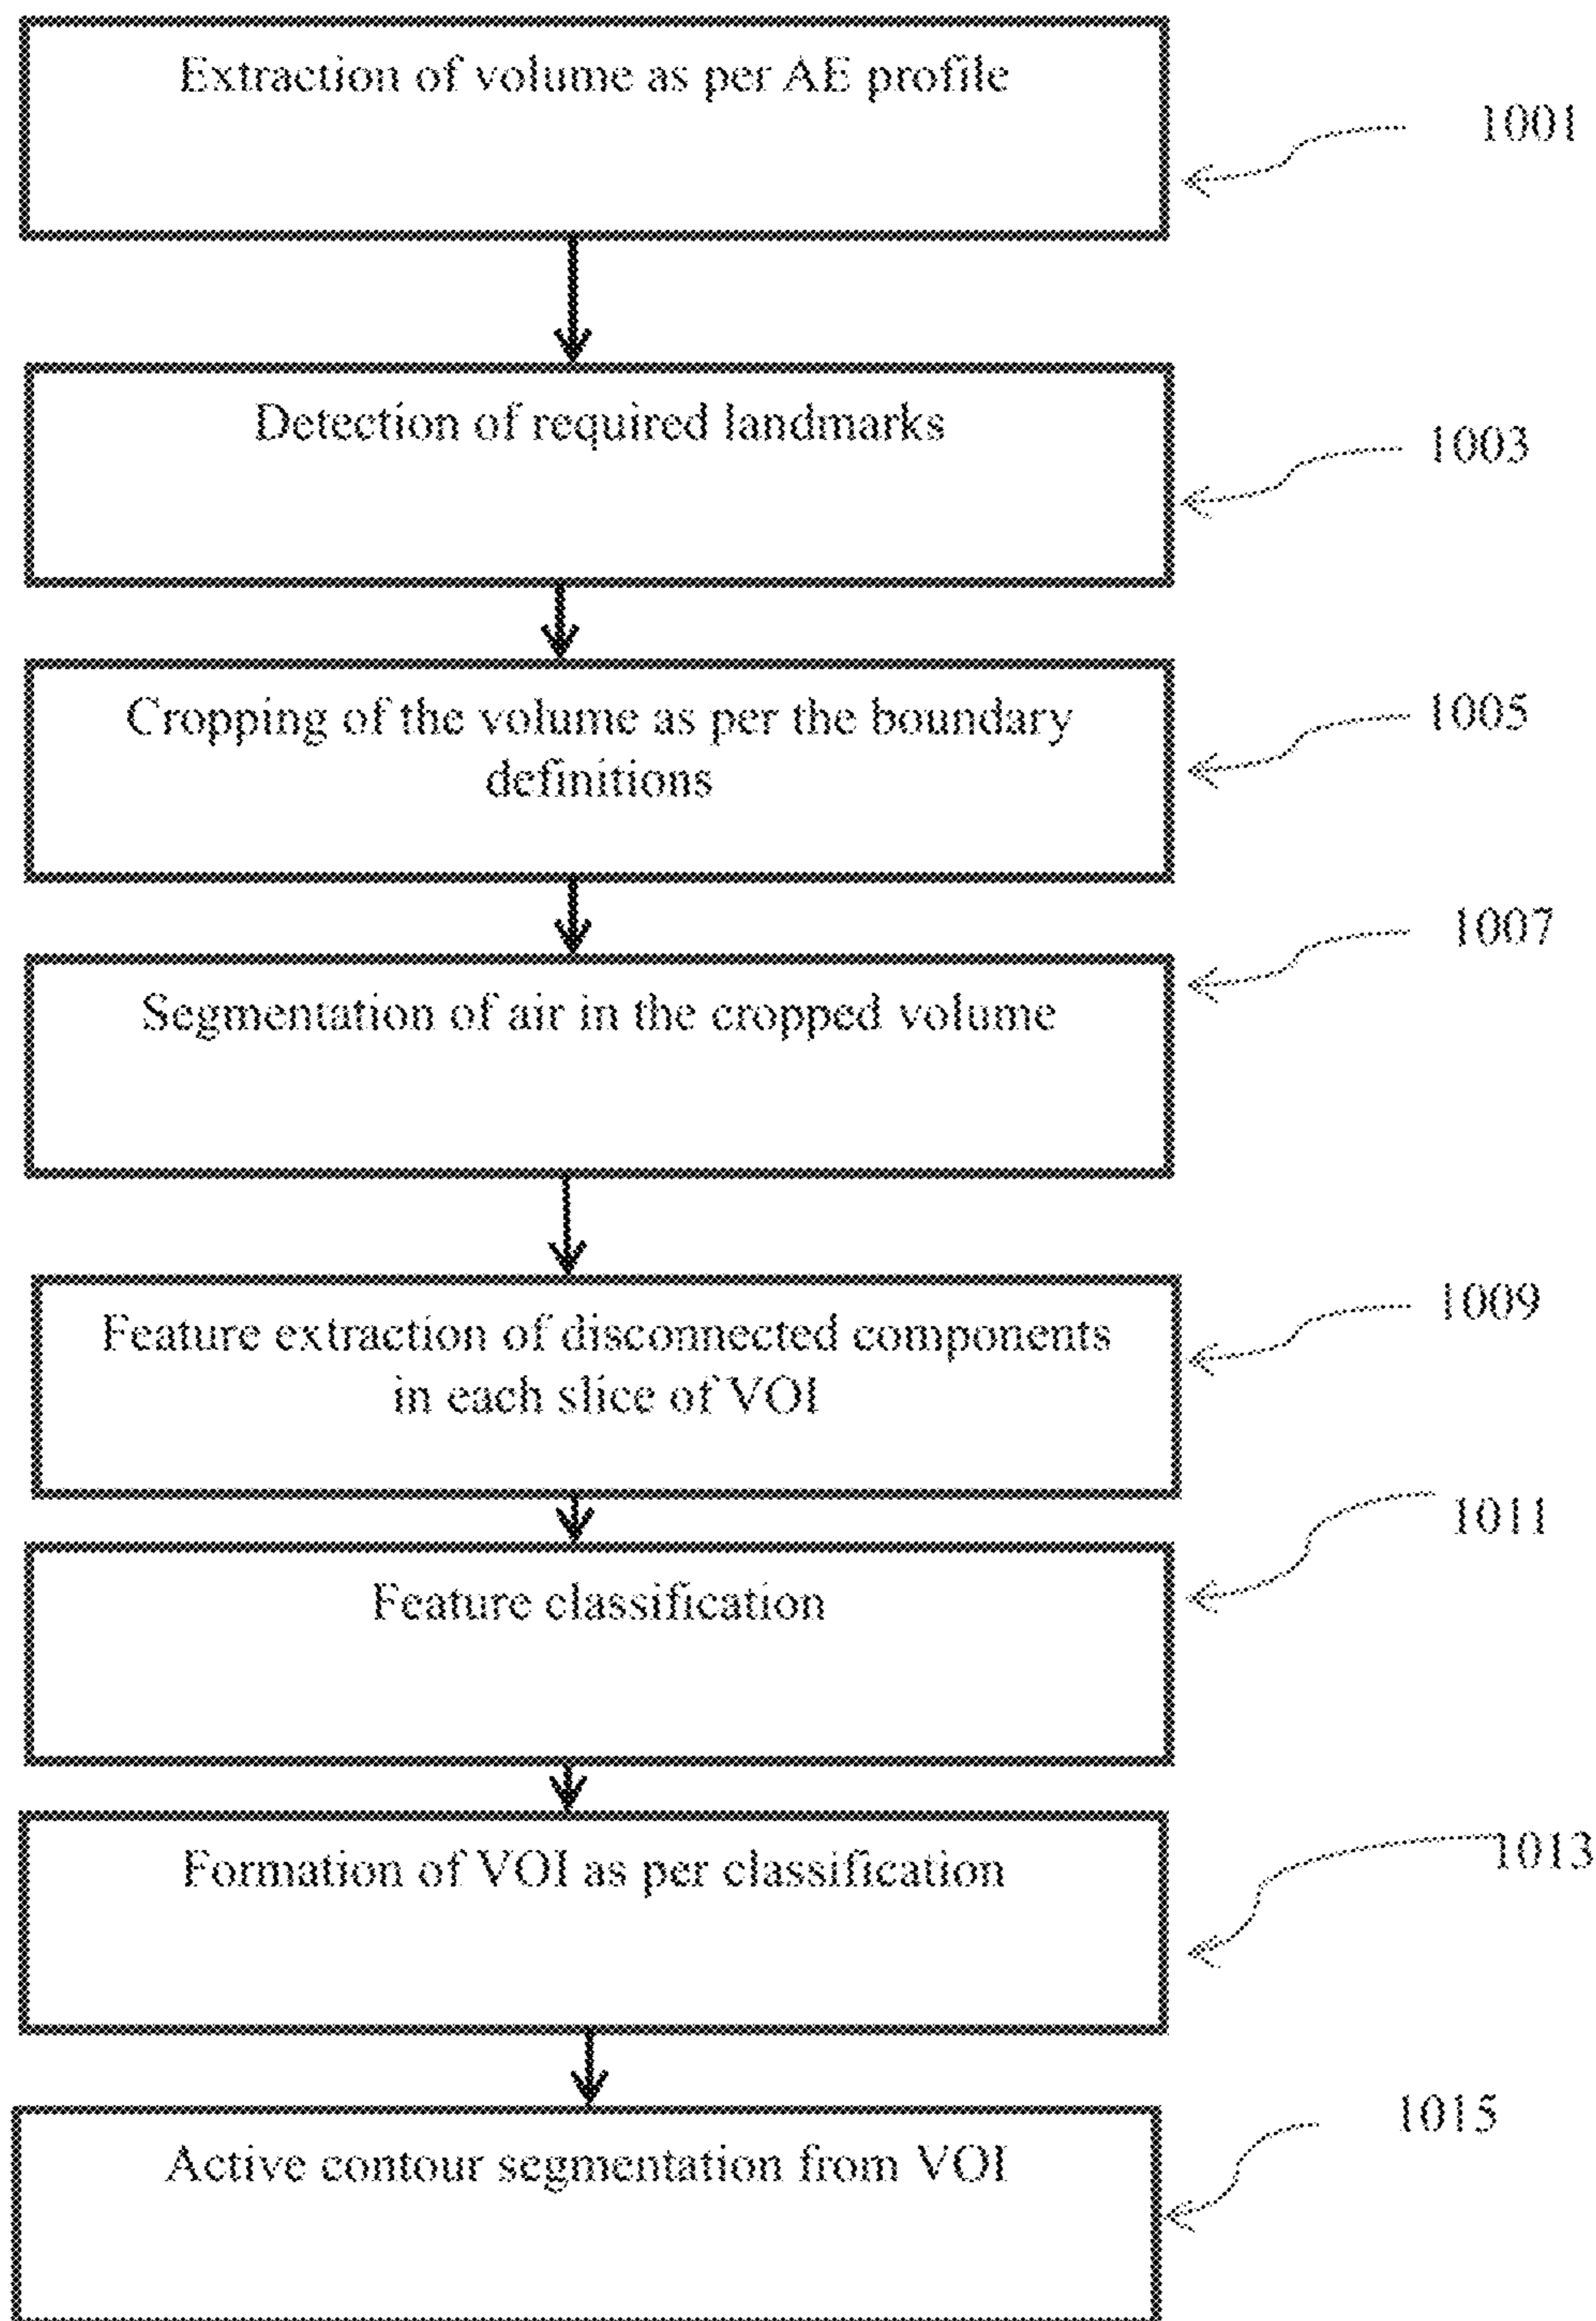 Extraction of volume as per AE profile
1001
Detection of required landmarks
1003
Cropping of the volume as per the boundary
definitions
1005
Segmentation of air in the cropped volume
1007
Feature extraction of disconnected components
in each slice of VOI
1009
Feature classification
1011
Formation of VOI as per classification
1013
Active contour segmentation from VOI
1015